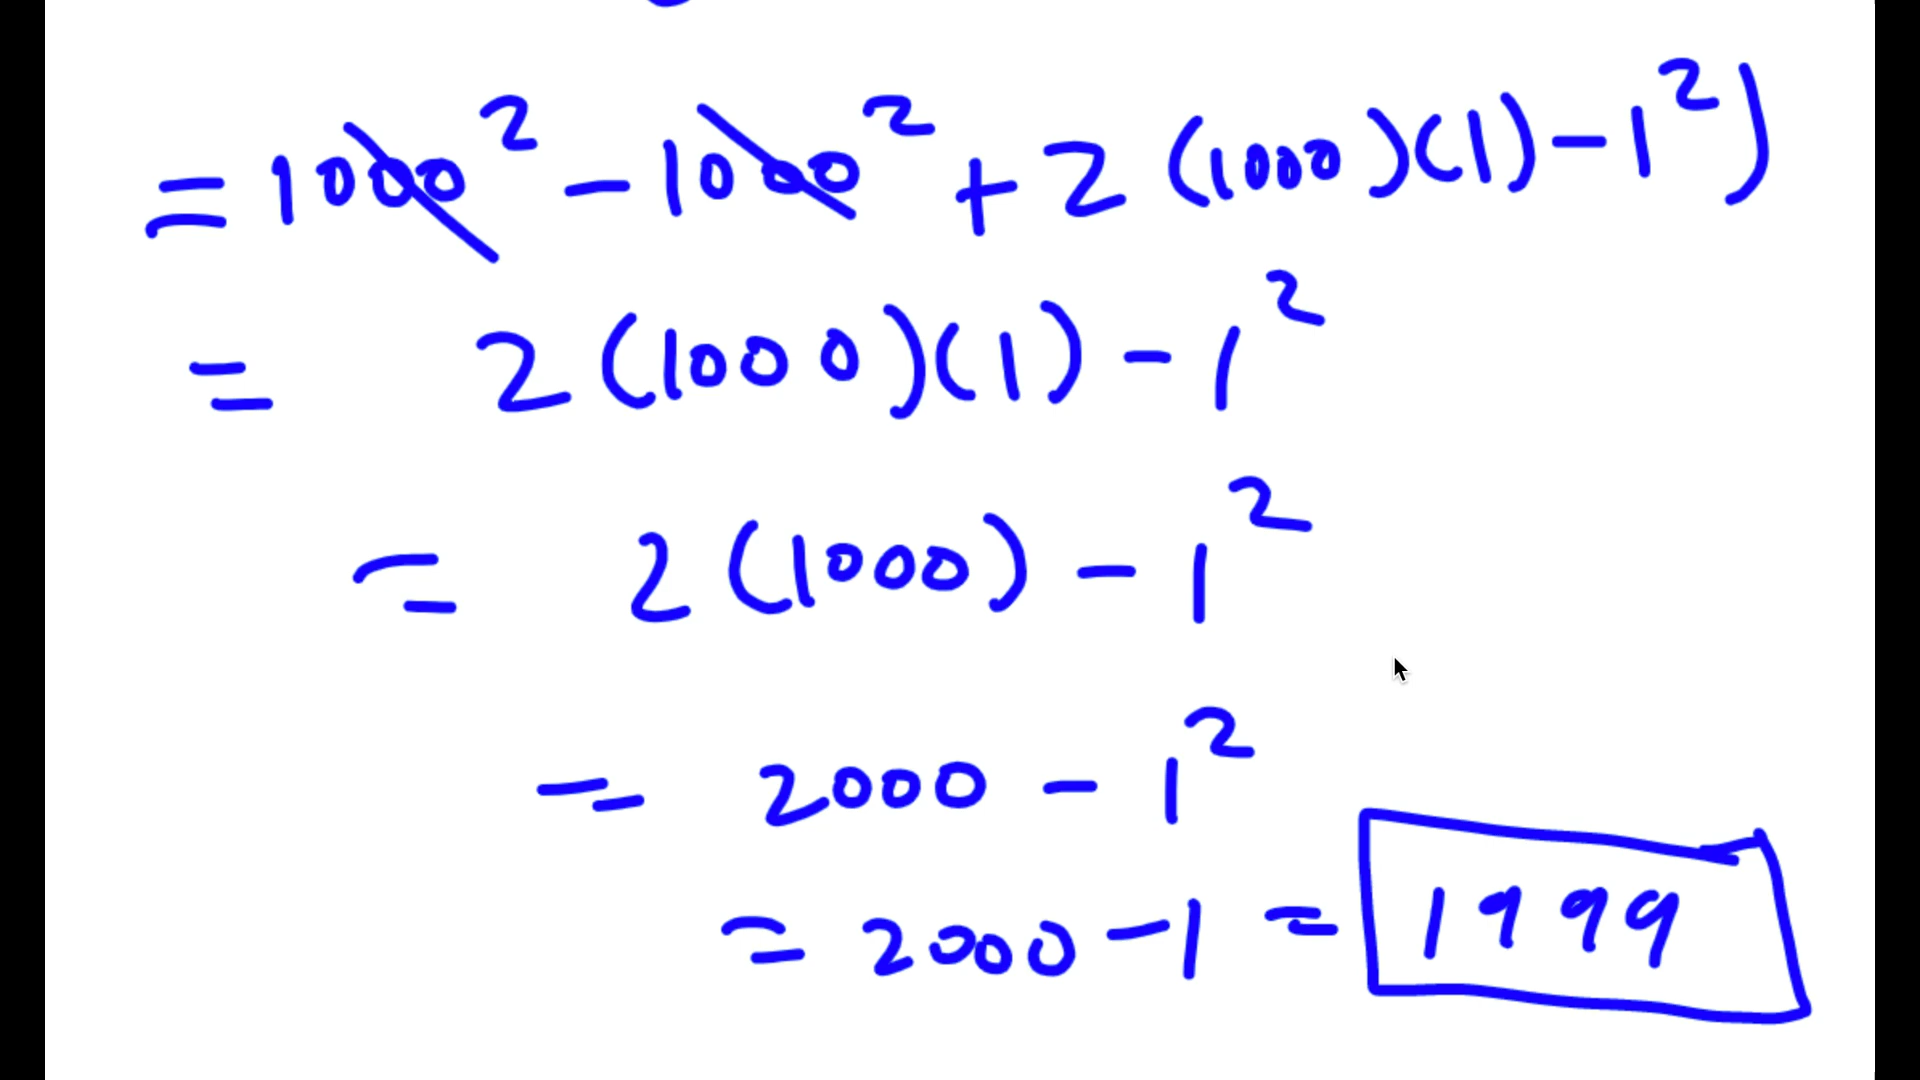 = 1000² - 1000² + 2 (1000)(1) - 1²)
= 2 (1000)(1) - 1²
= 2 (1000) - 1²
= 2000 - 1²
= 2000 - 1 = 1999